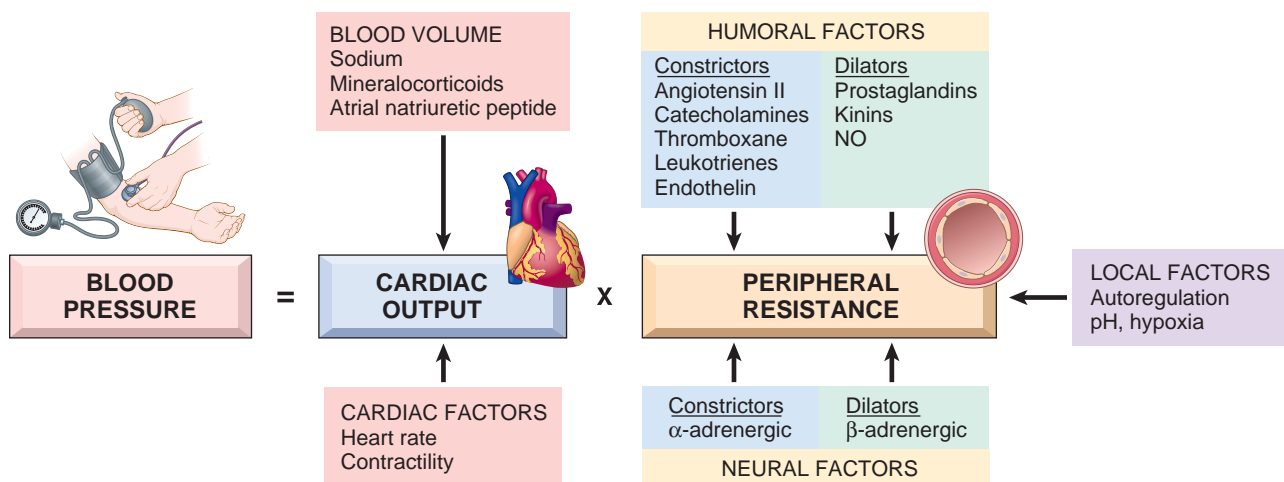 BLOOD VOLUME
Sodium
Mineralocorticoids
Atrial natriuretic peptide
HUMORAL FACTORS
Constrictors
Angiotensin II
Catecholamines
Thromboxane
Leukotrienes
Endothelin
Dilators
Prostaglandins
Kinins
NO
BLOOD
PRESSURE
=
CARDIAC
OUTPUT
x
PERIPHERAL
RESISTANCE
LOCAL FACTORS
Autoregulation
pH, hypoxia
CARDIAC FACTORS
Heart rate
Contractility
Constrictors
α-adrenergic
Dilators
β-adrenergic
NEURAL FACTORS